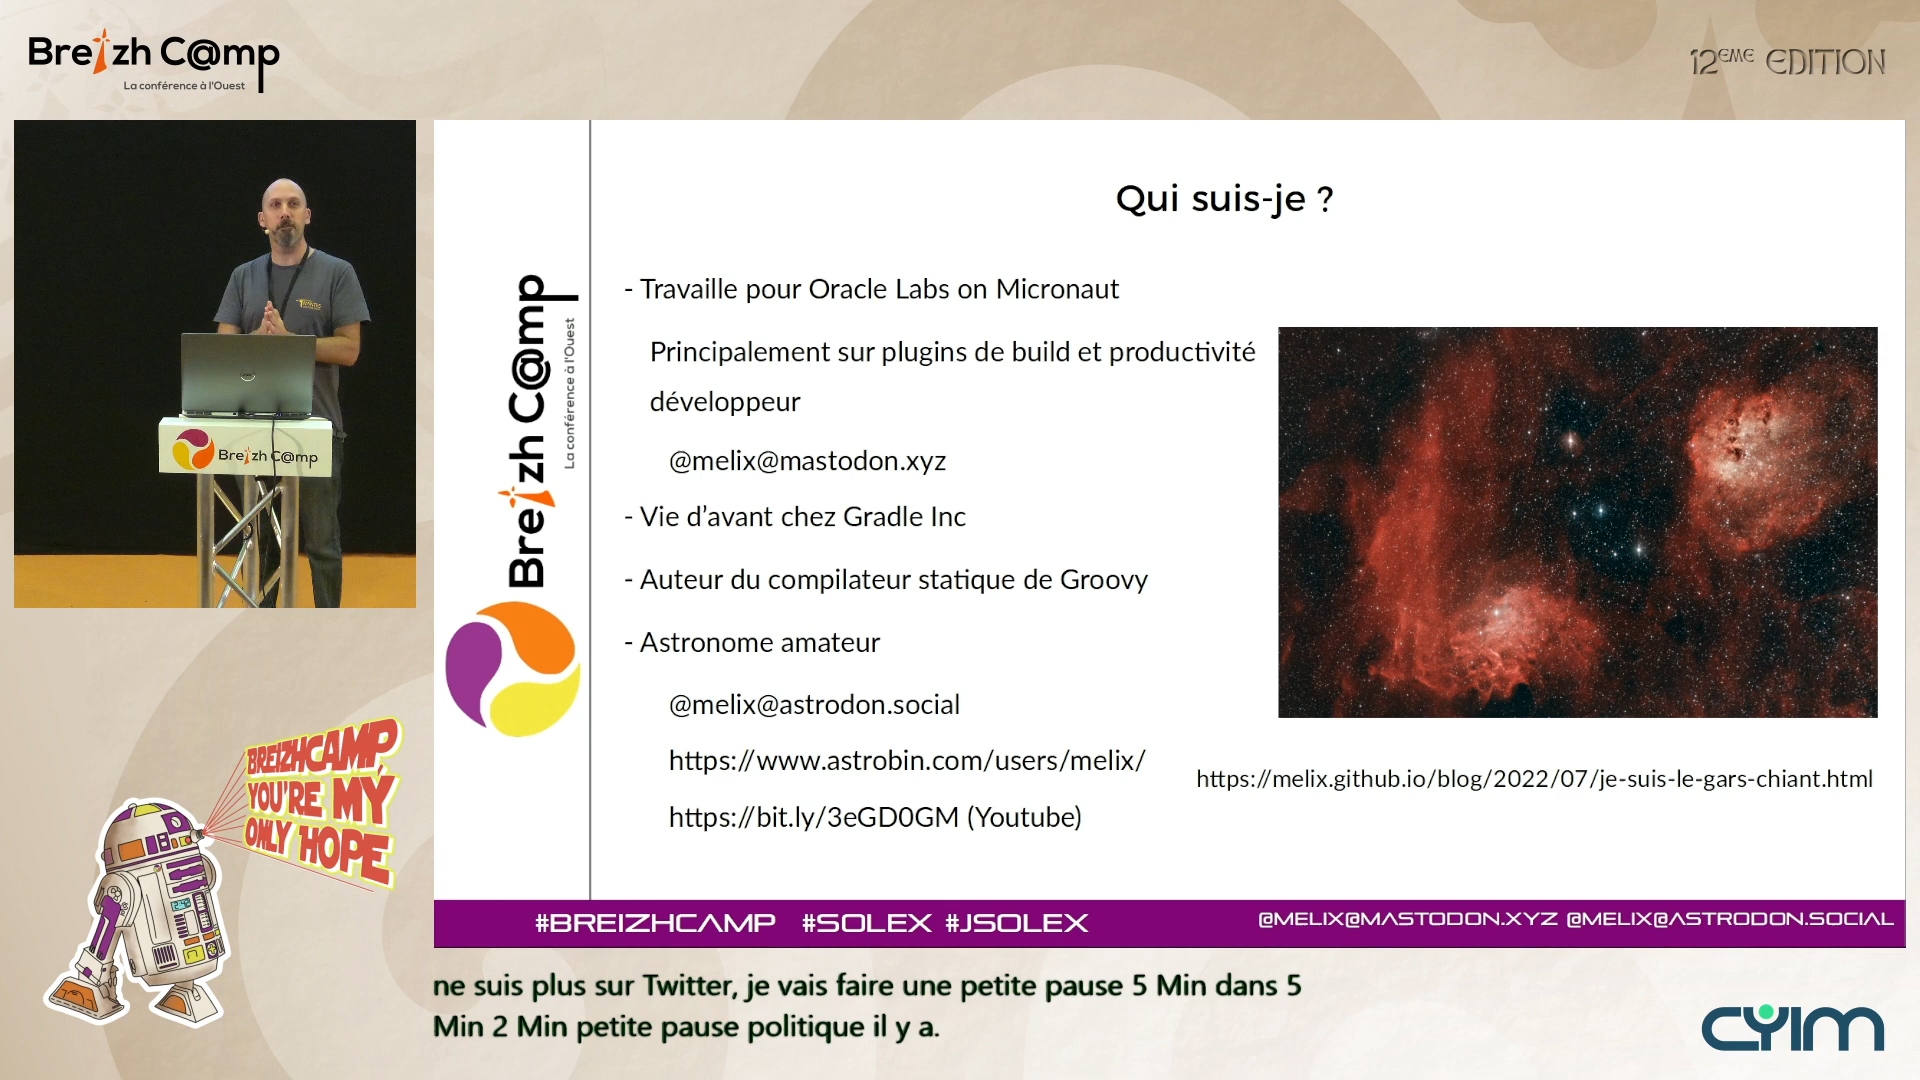 Breizh C@mp
La conférence à l'Ouest
12EME EDITION
Breizh C@mp
Breizh C@mp
La conférence à l'Ouest
Qui suis-je ?
- Travaille pour Oracle Labs on Micronaut
Principalement sur plugins de build et productivité
développeur
@melix@mastodon.xyz
- Vie d’avant chez Gradle Inc
- Auteur du compilateur statique de Groovy
- Astronome amateur
@melix@astrodon.social
https://www.astrobin.com/users/melix/
https://bit.ly/3eGD0GM (Youtube)
https://melix.github.io/blog/2022/07/je-suis-le-gars-chiant.html
#BREIZHCAMP #SOLEX #JSOLEX
@MELIX@MASTODON.XYZ @MELIX@ASTRODON.SOCIAL
BREIZHCAMP,
YOU'RE MY
ONLY HOPE
ne suis plus sur Twitter, je vais faire une petite pause 5 Min dans 5
Min 2 Min petite pause politique il y a.
CYIM